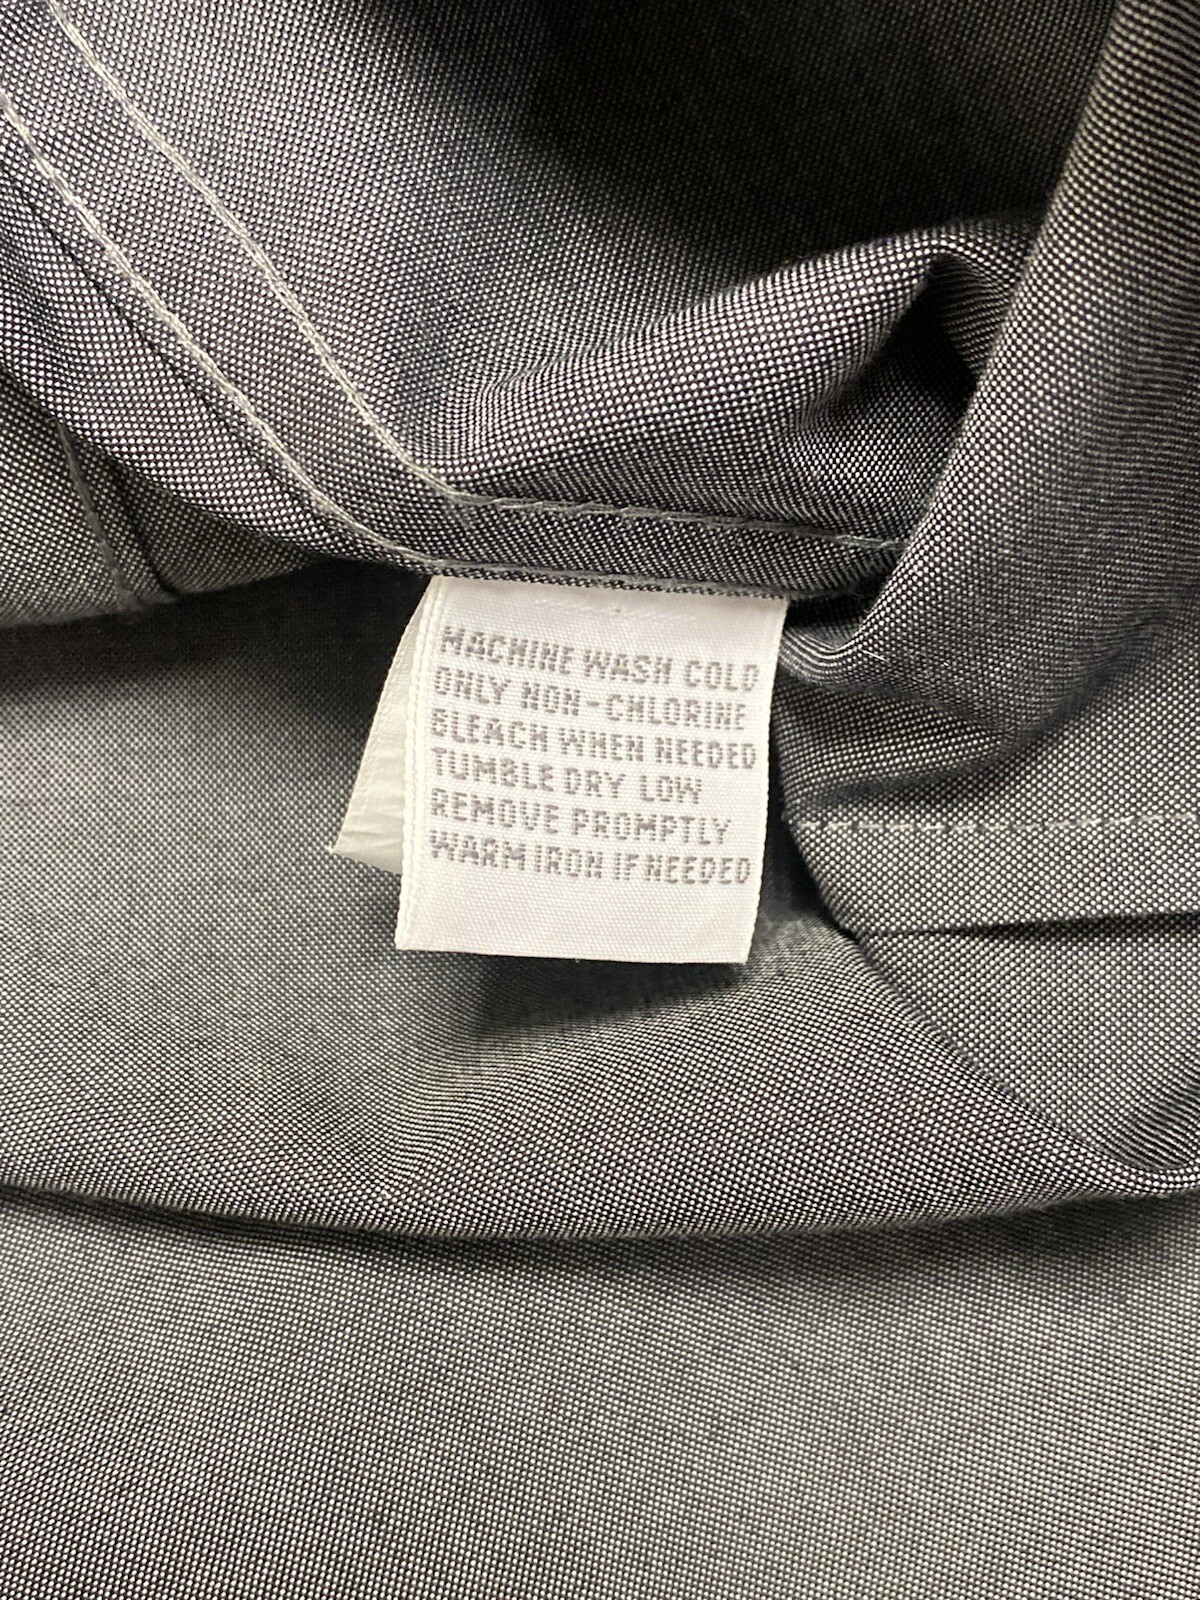 MACHINE WASH COLD
ONLY NON-CHLORINE
BLEACH WHEN NEEDED
TUMBLE DRY LOW
REMOVE PROMPTLY
WARM IRON IF NEEDED